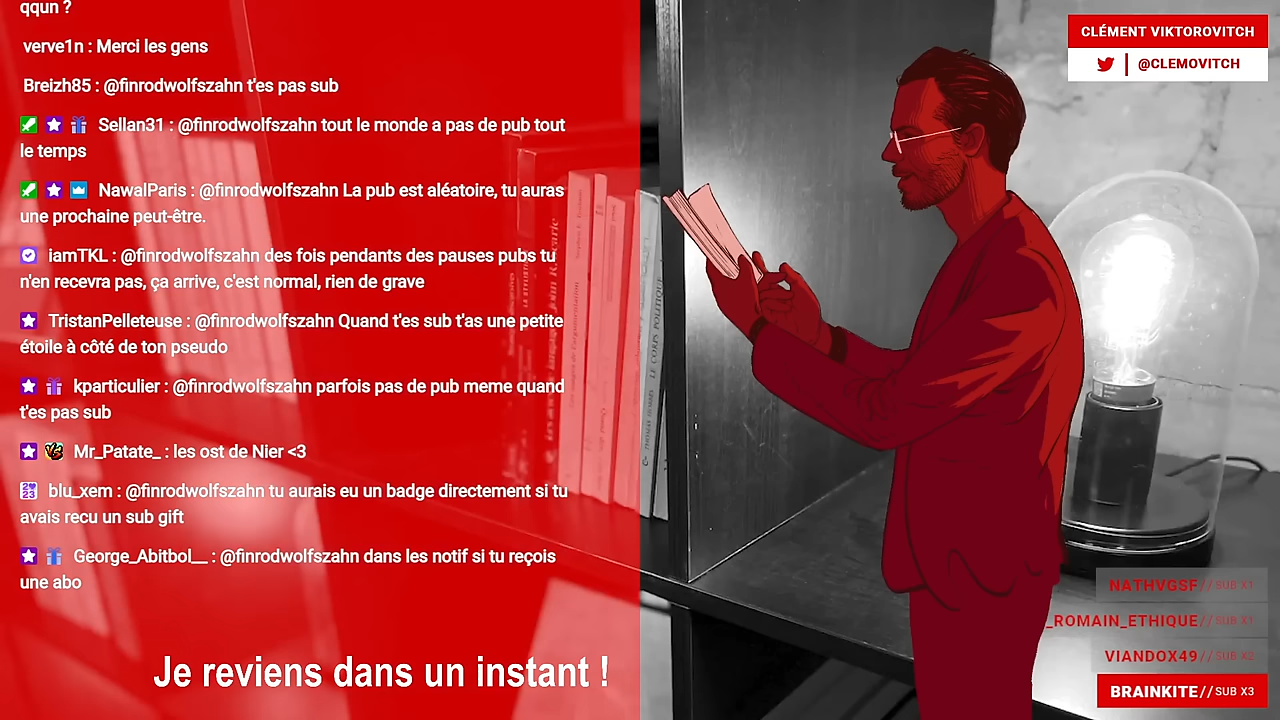 qqun ?
verve1n : Merci les gens
Breizh85 : @finrodwolfszahn t'es pas sub
Sellan31 : @finrodwolfszahn tout le monde a pas de pub tout
le temps
NawalParis : @finrodwolfszahn La pub est aléatoire, tu auras
une prochaine peut-être.
iamTKL : @finrodwolfszahn des fois pendants des pauses pubs tu
n'en recevra pas, ça arrive, c'est normal, rien de grave
TristanPelleteuse : @finrodwolfszahn Quand t'es sub t'as une petite
étoile à côté de ton pseudo
kparticulier : @finrodwolfszahn parfois pas de pub meme quand
t'es pas sub
Mr_Patate_ : les ost de Nier <3
blu_xem : @finrodwolfszahn tu aurais eu un badge directement si tu
avais recu un sub gift
George_Abitbol__ : @finrodwolfszahn dans les notif si tu reçois
une abo
Je reviens dans un instant !
CLÉMENT VIKTOROVITCH
@CLEMOVITCH
LE CORPS POLITIQUE
NATHVGSF // SUB X1
_ROMAIN_ETHIQUE // SUB X1
VIANDOX49 // SUB X2
BRAINKITE // SUB X3